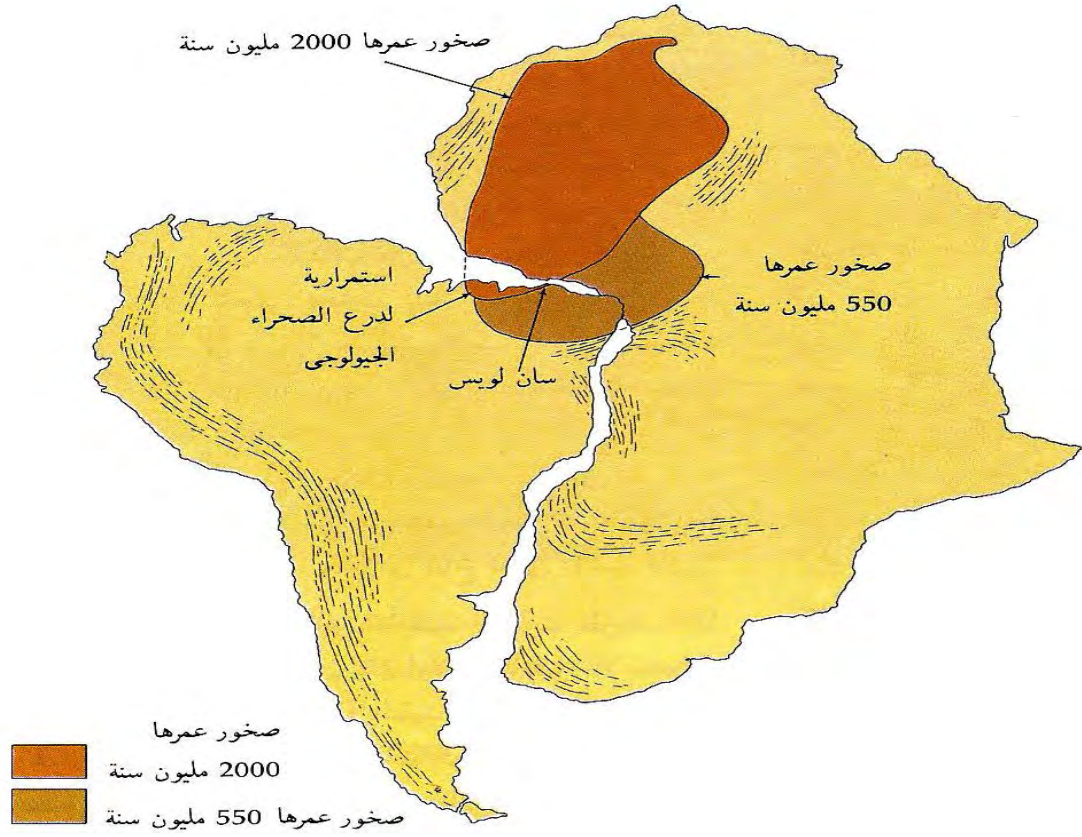 صخور عمرها 2000 مليون سنة
صخور عمرها
550 مليون سنة
استمرارية
لدرع الصحراء
الجيولوجى
سان لويس
صخور عمرها
2000 مليون سنة
صخور عمرها 550 مليون سنة